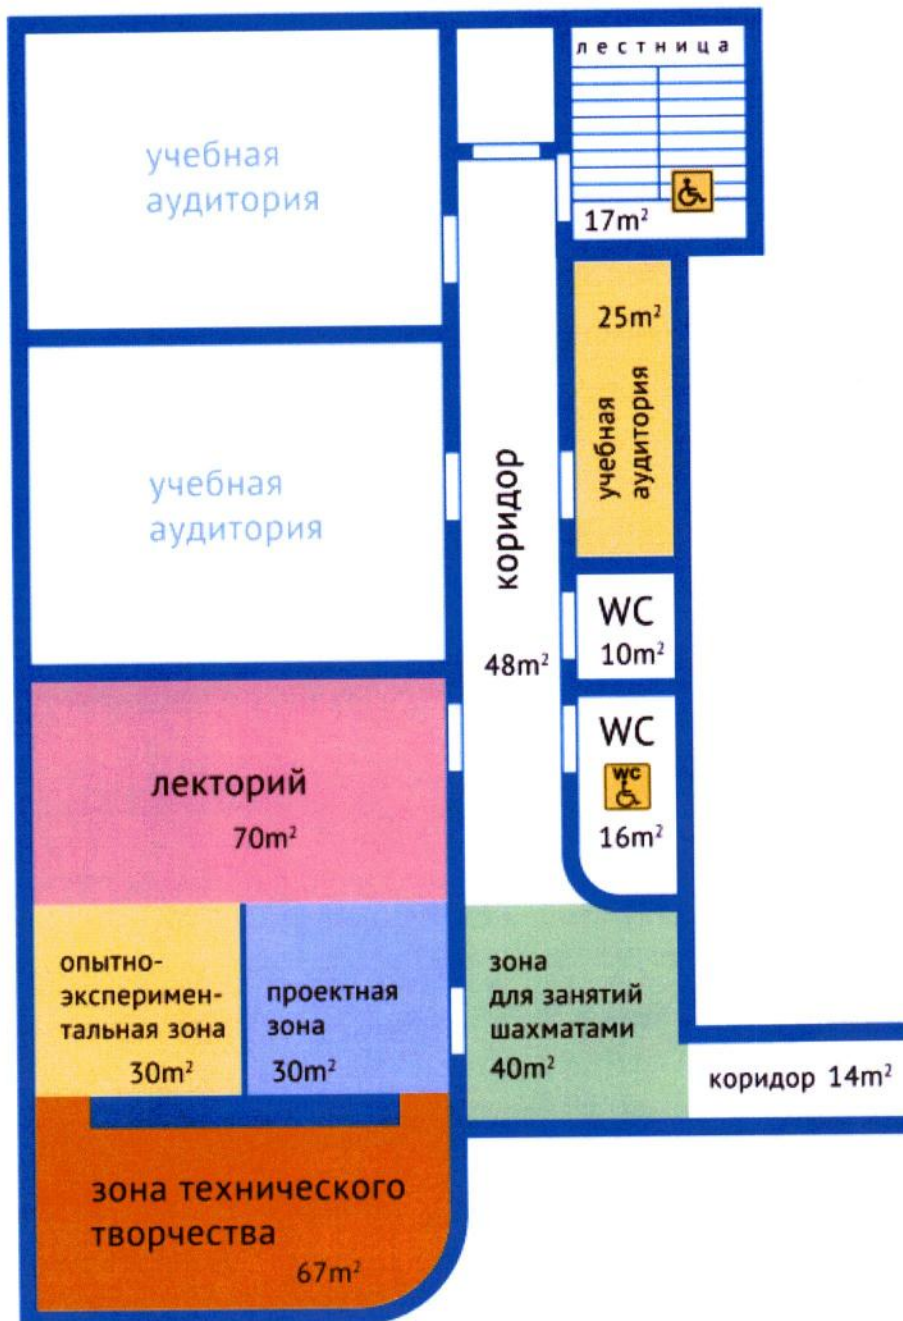 лестница
17m²
учебная
аудитория
25m²
учебная
аудитория
учебная
аудитория
коридор
48m²
WC
10m²
WC
WC
16m²
лекторий
70m²
опытно-
эксперимен-
тальная зона
30m²
проектная
зона
30m²
зона
для занятий
шахматами
40m²
коридор 14m²
зона технического
творчества
67m²